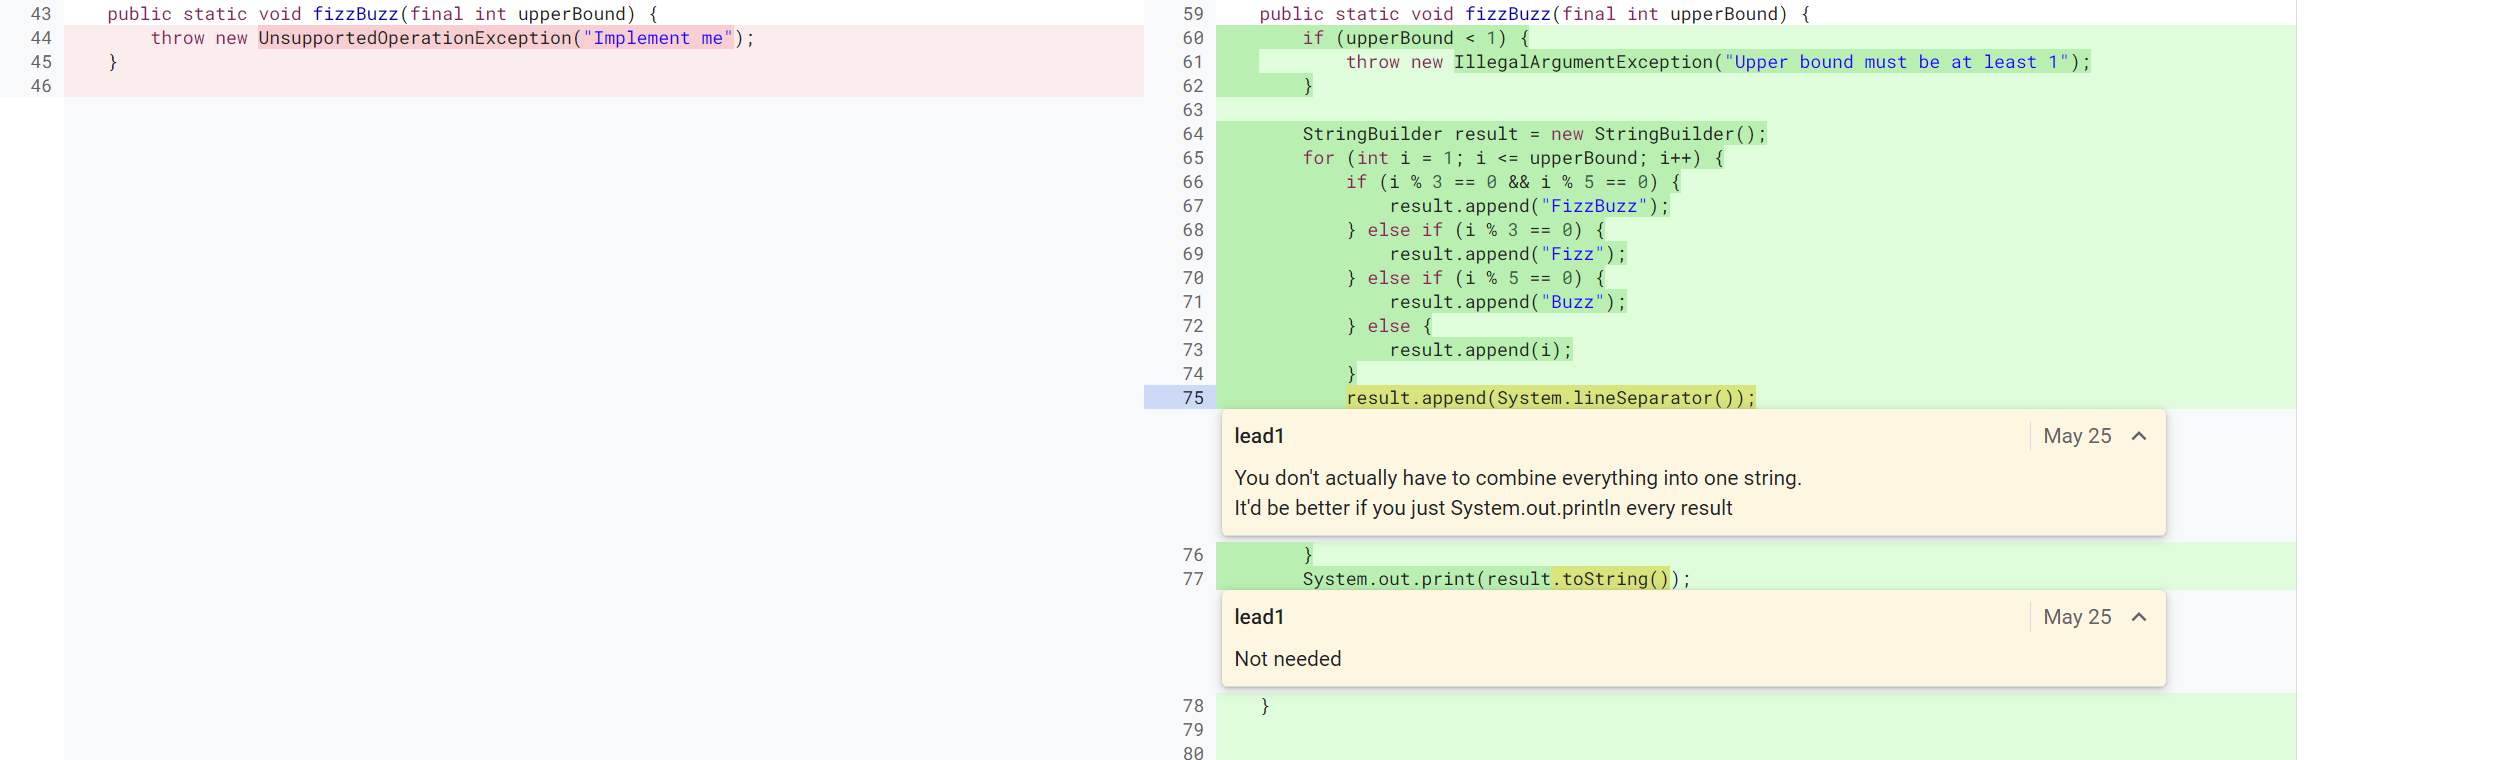 43    public static void fizzBuzz(final int upperBound) {
44        throw new UnsupportedOperationException("Implement me");
45    }
46
59    public static void fizzBuzz(final int upperBound) {
60        if (upperBound < 1) {
61            throw new IllegalArgumentException("Upper bound must be at least 1");
62        }
63
64        StringBuilder result = new StringBuilder();
65        for (int i = 1; i <= upperBound; i++) {
66            if (i % 3 == 0 && i % 5 == 0) {
67                result.append("FizzBuzz");
68            } else if (i % 3 == 0) {
69                result.append("Fizz");
70            } else if (i % 5 == 0) {
71                result.append("Buzz");
72            } else {
73                result.append(i);
74            }
75            result.append(System.lineSeparator());
lead1 May 25
You don't actually have to combine everything into one string.
It'd be better if you just System.out.println every result
76        }
77        System.out.print(result.toString());
lead1 May 25
Not needed
78    }
79
80